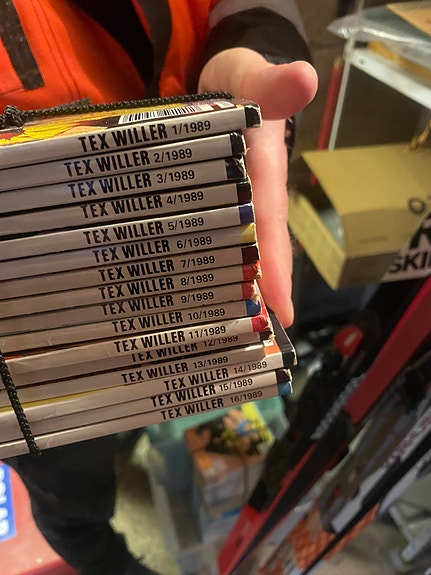 TEX WILLER 1/1989
TEX WILLER 2/1989
TEX WILLER 3/1989
TEX WILLER 4/1989
TEX WILLER 5/1989
TEX WILLER 6/1989
TEX WILLER 7/1989
TEX WILLER 8/1989
TEX WILLER 9/1989
TEX WILLER 10/1989
TEX WILLER 11/1989
TEX WILLER 12/1989
TEX WILLER 13/1989
TEX WILLER 14/1989
TEX WILLER 15/1989
TEX WILLER 16/1989
SKI